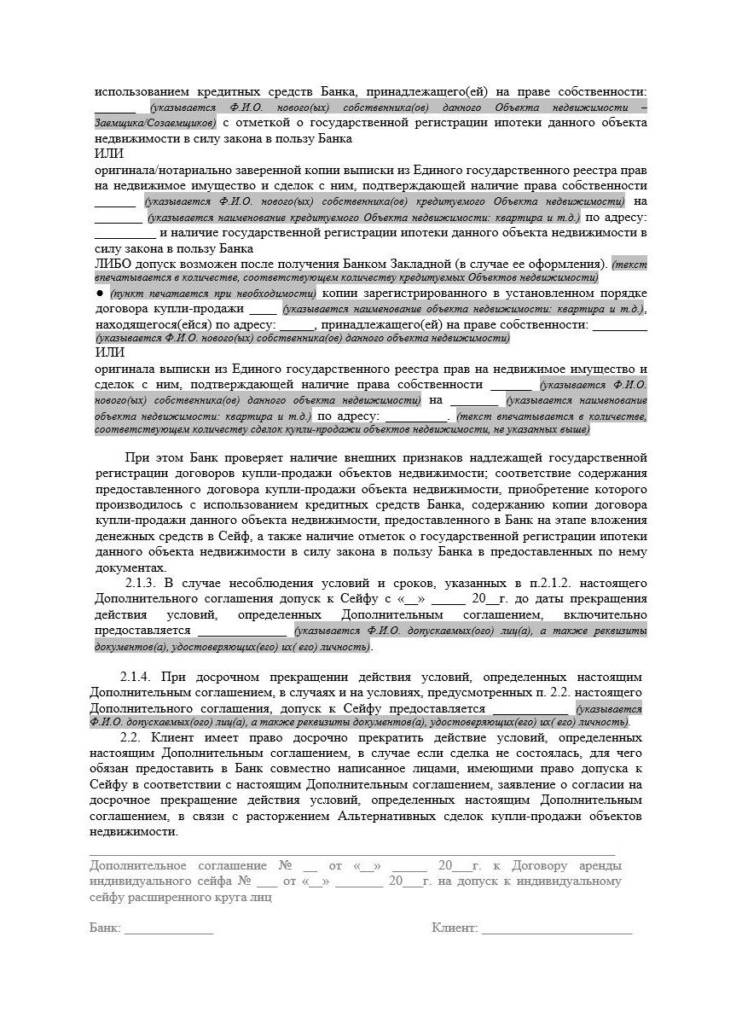 использованием кредитных средств Банка, принадлежащего(ей) на праве собственности:
______ (указывается Ф.И.О. нового(ых) собственника(ов) данного Объекта недвижимости –
Заемщика/Созаемщиков) с отметкой о государственной регистрации ипотеки данного объекта
недвижимости в силу закона в пользу Банка
ИЛИ
оригинала/нотариально заверенной копии выписки из Единого государственного реестра прав
на недвижимое имущество и сделок с ним, подтверждающей наличие права собственности
______ (указывается Ф.И.О. нового(ых) собственника(ов) кредитуемого Объекта недвижимости) на
_______ (указывается наименование кредитуемого Объекта недвижимости: квартира и т.д.) по адресу:
_________ и наличие государственной регистрации ипотеки данного объекта недвижимости в
силу закона в пользу Банка
ЛИБО допуск возможен после получения Банком Закладной (в случае ее оформления). (текст
впечатывается в количестве, соответствующем количеству кредитуемых Объектов недвижимости)
● (пункт печатается при необходимости) копии зарегистрированного в установленном порядке
договора купли-продажи ____ (указывается наименование объекта недвижимости: квартира и т.д.),
находящегося(ейся) по адресу: _____, принадлежащего(ей) на праве собственности: ________
(указывается Ф.И.О. нового(ых) собственника(ов) данного объекта недвижимости)
ИЛИ
оригинала выписки из Единого государственного реестра прав на недвижимое имущество и
сделок с ним, подтверждающей наличие права собственности ______ (указывается Ф.И.О.
нового(ых) собственника(ов) данного объекта недвижимости) на _______ (указывается наименование
объекта недвижимости: квартира и т.д.) по адресу: _________. (текст впечатывается в количестве,
соответствующем количеству сделок купли-продажи объектов недвижимости, не указанных выше)
При этом Банк проверяет наличие внешних признаков надлежащей государственной
регистрации договоров купли-продажи объектов недвижимости; соответствие содержания
предоставленного договора купли-продажи объекта недвижимости, приобретение которого
производилось с использованием кредитных средств Банка, содержанию копии договора
купли-продажи данного объекта недвижимости, предоставленного в Банк на этапе вложения
денежных средств в Сейф, а также наличие отметок о государственной регистрации ипотеки
данного объекта недвижимости в силу закона в пользу Банка в предоставленных по нему
документах.
2.1.3. В случае несоблюдения условий и сроков, указанных в п.2.1.2. настоящего
Дополнительного соглашения допуск к Сейфу с «__» _____ 20__г. до даты прекращения
действия условий, определенных Дополнительным соглашением, включительно
предоставляется _____________ (указывается Ф.И.О. допускаемых(ого) лиц(а), а также реквизиты
документов(а), удостоверяющих(его) их( его) личность).
2.1.4. При досрочном прекращении действия условий, определенных настоящим
Дополнительным соглашением, в случаях и на условиях, предусмотренных п. 2.2. настоящего
Дополнительного соглашения, допуск к Сейфу предоставляется ___________ (указывается
Ф.И.О. допускаемых(ого) лиц(а), а также реквизиты документов(а), удостоверяющих(его) их( его) личность).
2.2. Клиент имеет право досрочно прекратить действие условий, определенных
настоящим Дополнительным соглашением, в случае если сделка не состоялась, для чего
обязан предоставить в Банк совместно написанное лицами, имеющими право допуска к
Сейфу в соответствии с настоящим Дополнительным соглашением, заявление о согласии на
досрочное прекращение действия условий, определенных настоящим Дополнительным
соглашением, в связи с расторжением Альтернативных сделок купли-продажи объектов
недвижимости.
Дополнительное соглашение № __ от «__» _____ 20___г. к Договору аренды
индивидуального сейфа № ___ от «__» _______ 20___г. на допуск к индивидуальному
сейфу расширенного круга лиц
Банк: _____________ Клиент: ______________________